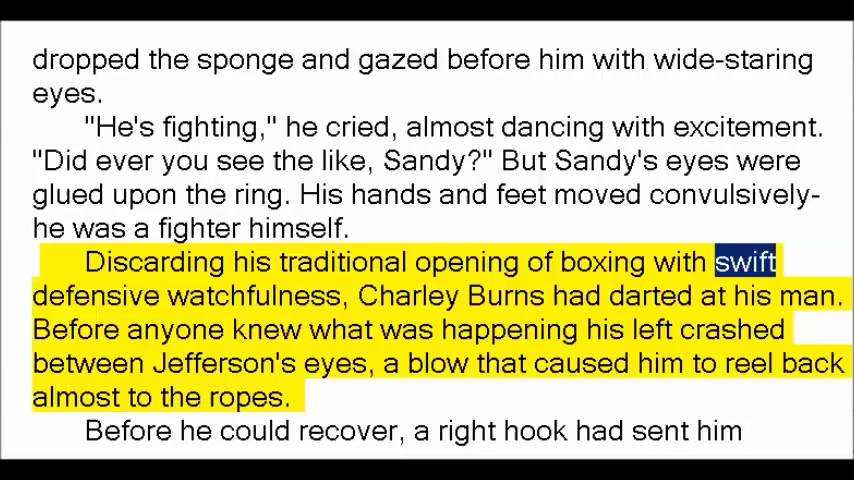 dropped the sponge and gazed before him with wide-staring
eyes.
"He's fighting," he cried, almost dancing with excitement.
"Did ever you see the like, Sandy?" But Sandy's eyes were
glued upon the ring. His hands and feet moved convulsively-
he was a fighter himself.
Discarding his traditional opening of boxing with swift
defensive watchfulness, Charley Burns had darted at his man.
Before anyone knew what was happening his left crashed
between Jefferson's eyes, a blow that caused him to reel back
almost to the ropes.
Before he could recover, a right hook had sent him